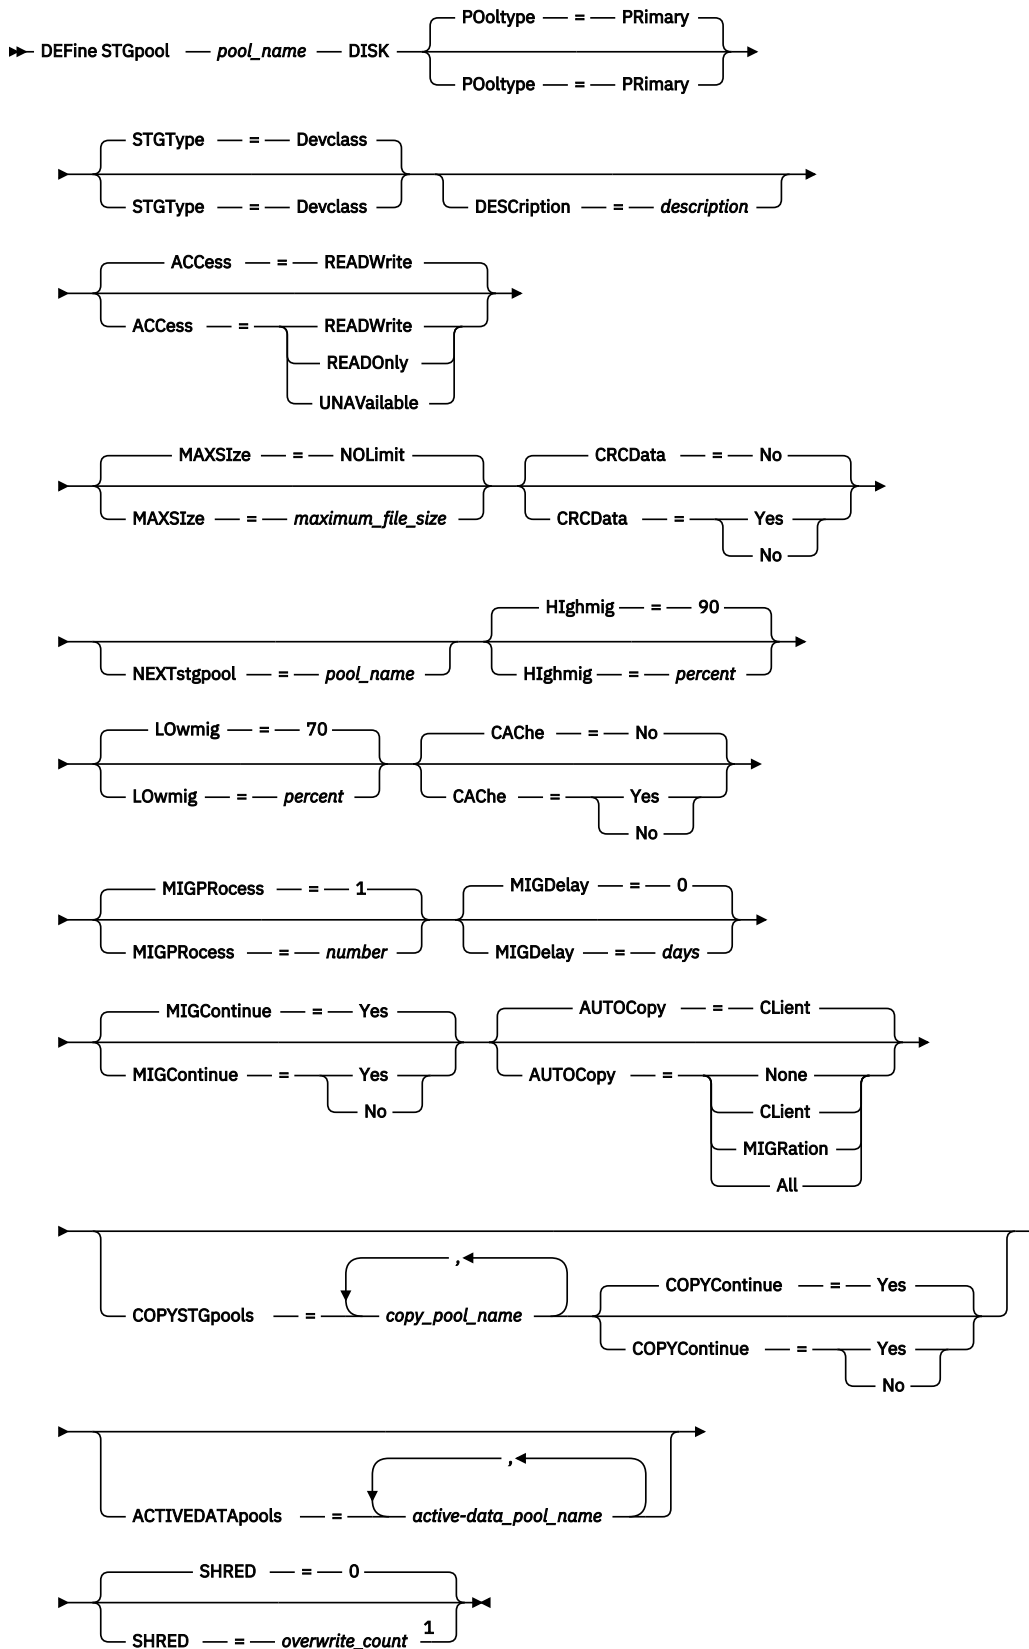 POoltype = PRimary
DEFine STGpool pool_name DISK
POoltype = PRimary
STGType = Devclass
STGType = Devclass
DESCription = description
ACCess = READWrite
ACCess = READWrite
READOnly
UNAVailable
MAXSIze = NOLimit
MAXSIze = maximum_file_size
CRCData = No
CRCData = Yes
No
NEXTstgpool = pool_name
HIghmig = 90
HIghmig = percent
LOwmig = 70
LOwmig = percent
CAChe = No
CAChe = Yes
No
MIGPRocess = 1
MIGPRocess = number
MIGDelay = 0
MIGDelay = days
MIGContinue = Yes
MIGContinue = Yes
No
AUTOCopy = CLient
AUTOCopy = None
CLient
MIGRation
All
COPYSTGpools = copy_pool_name
,
COPYContinue = Yes
COPYContinue = Yes
No
ACTIVEDATApools = active-data_pool_name
,
SHRED = 0
SHRED = overwrite_count 1